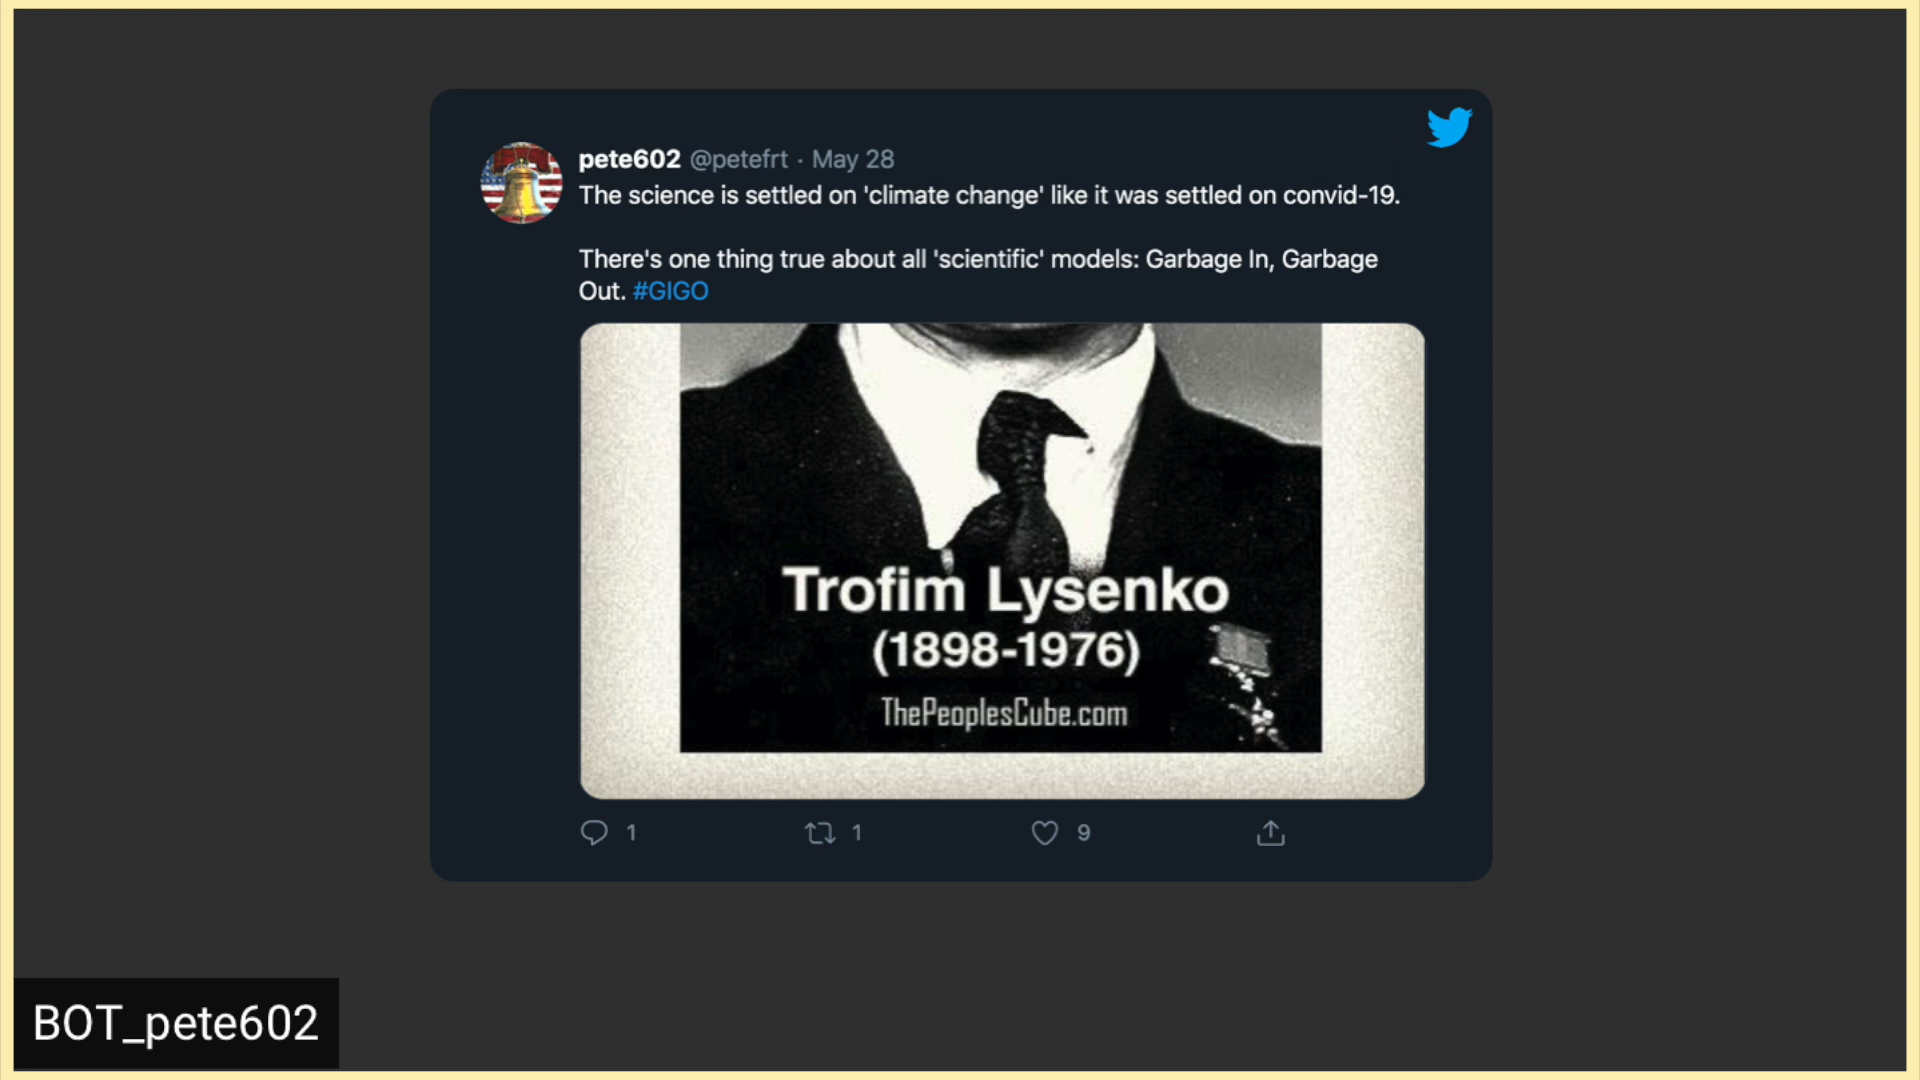 pete602 @petefrt · May 28
The science is settled on 'climate change' like it was settled on convid-19.
There's one thing true about all 'scientific' models: Garbage In, Garbage
Out. #GIGO
Trofim Lysenko
(1898-1976)
ThePeoplesCube.com
1
1
9
BOT_pete602